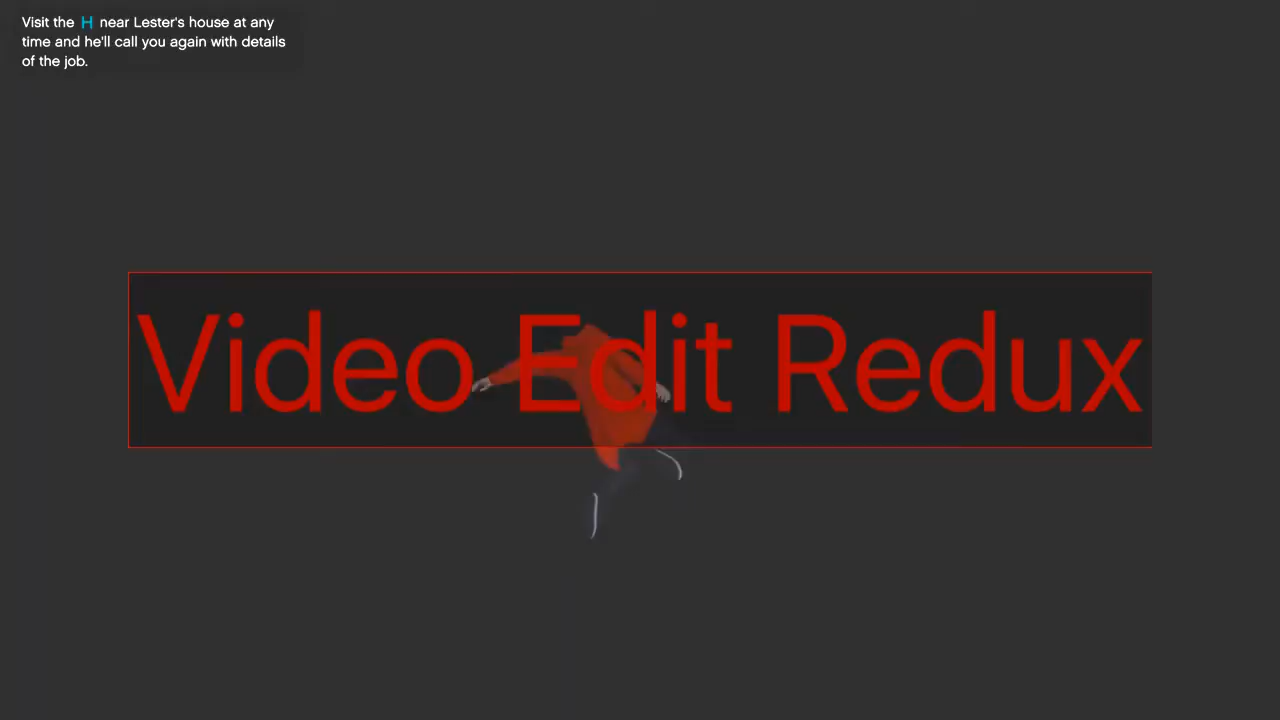 Visit the H near Lester's house at any
time and he'll call you again with details
of the job.
Video Edit Redux